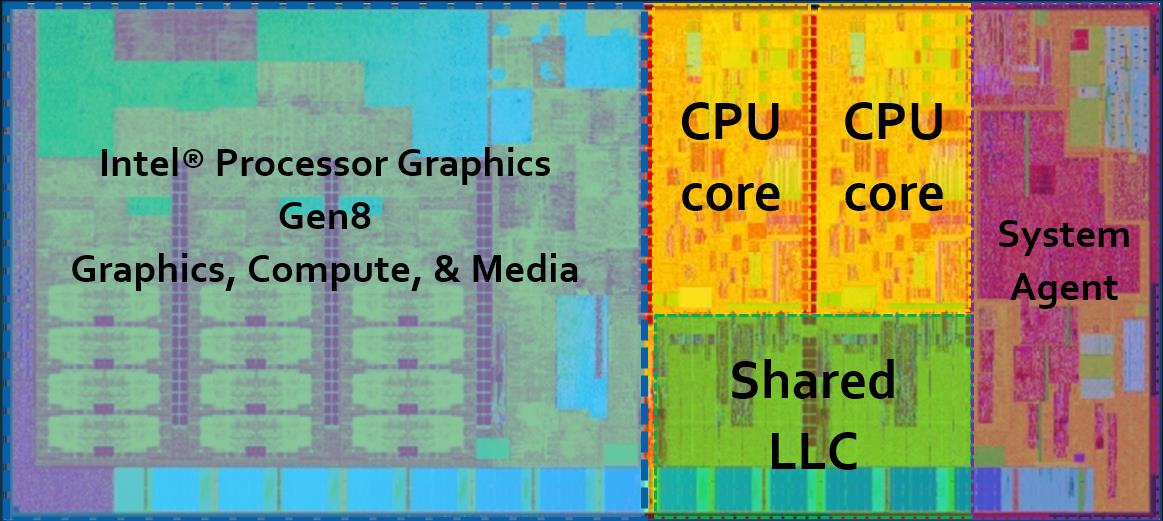 Intel® Processor Graphics
Gen8
Graphics, Compute, & Media
CPU
core
CPU
core
Shared
LLC
System
Agent